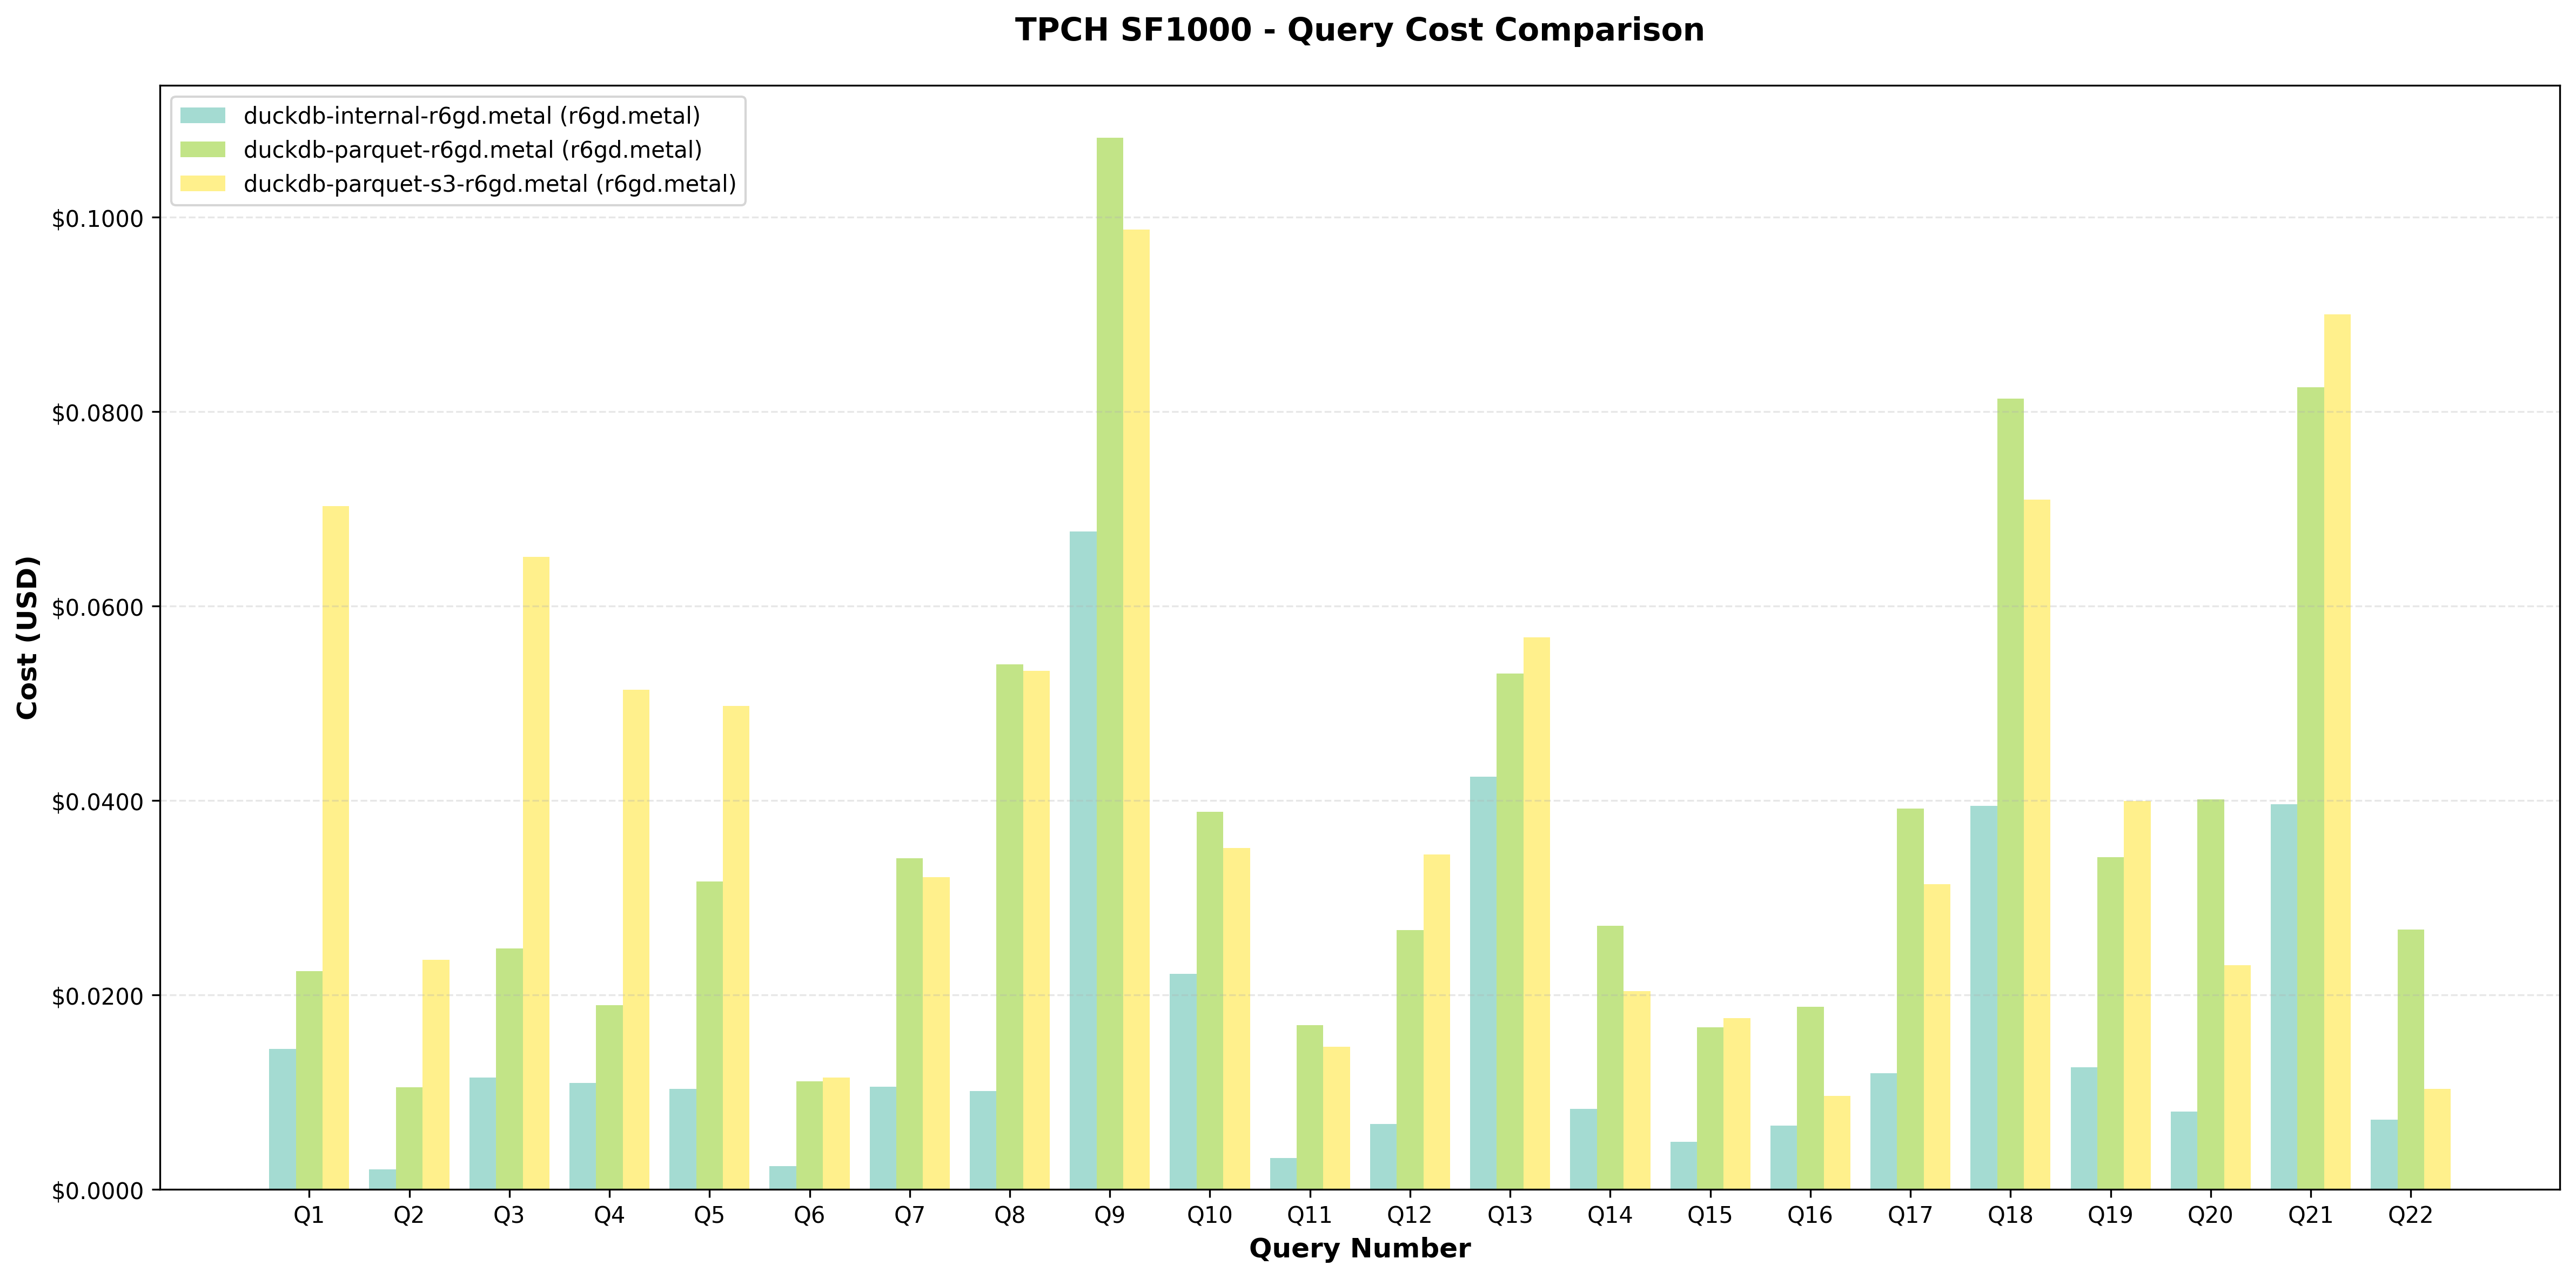 TPCH SF1000 - Query Cost Comparison
duckdb-internal-r6gd.metal (r6gd.metal)
duckdb-parquet-r6gd.metal (r6gd.metal)
duckdb-parquet-s3-r6gd.metal (r6gd.metal)
$0.1000
$0.0800
$0.0600
$0.0400
$0.0200
$0.0000
Cost (USD)
Q1 Q2 Q3 Q4 Q5 Q6 Q7 Q8 Q9 Q10 Q11 Q12 Q13 Q14 Q15 Q16 Q17 Q18 Q19 Q20 Q21 Q22
Query Number